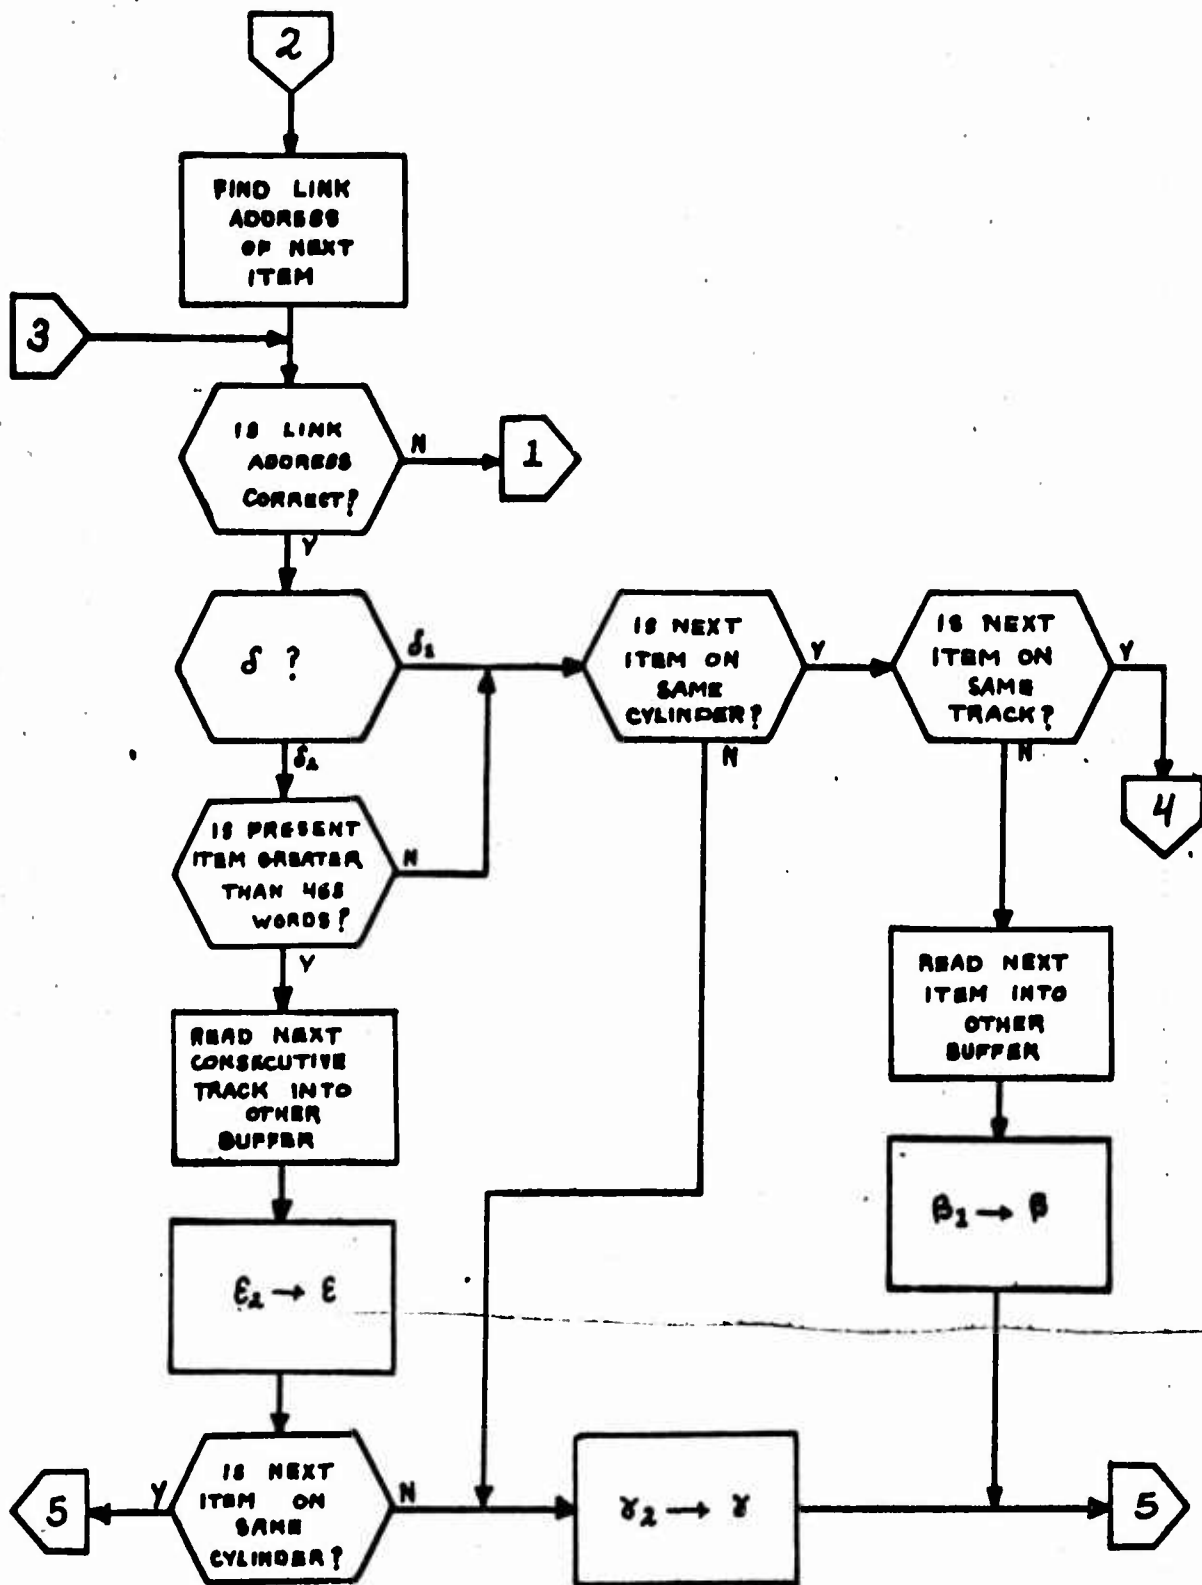 2
FIND LINK
ADDRESS
OF NEXT
ITEM
3
IS LINK
ADDRESS
CORRECT?
N
1
Y
δ ?
δ₁
IS NEXT
ITEM ON
SAME
CYLINDER?
Y
IS NEXT
ITEM ON
SAME
TRACK?
Y
δ₂
N
N
4
IS PRESENT
ITEM GREATER
THAN 465
WORDS?
N
Y
READ NEXT
ITEM INTO
OTHER
BUFFER
READ NEXT
CONSECUTIVE
TRACK INTO
OTHER
BUFFER
β₁ → β
ε₂ → ε
IS NEXT
ITEM ON
SAME
CYLINDER?
Y
5
N
γ₂ → γ
5